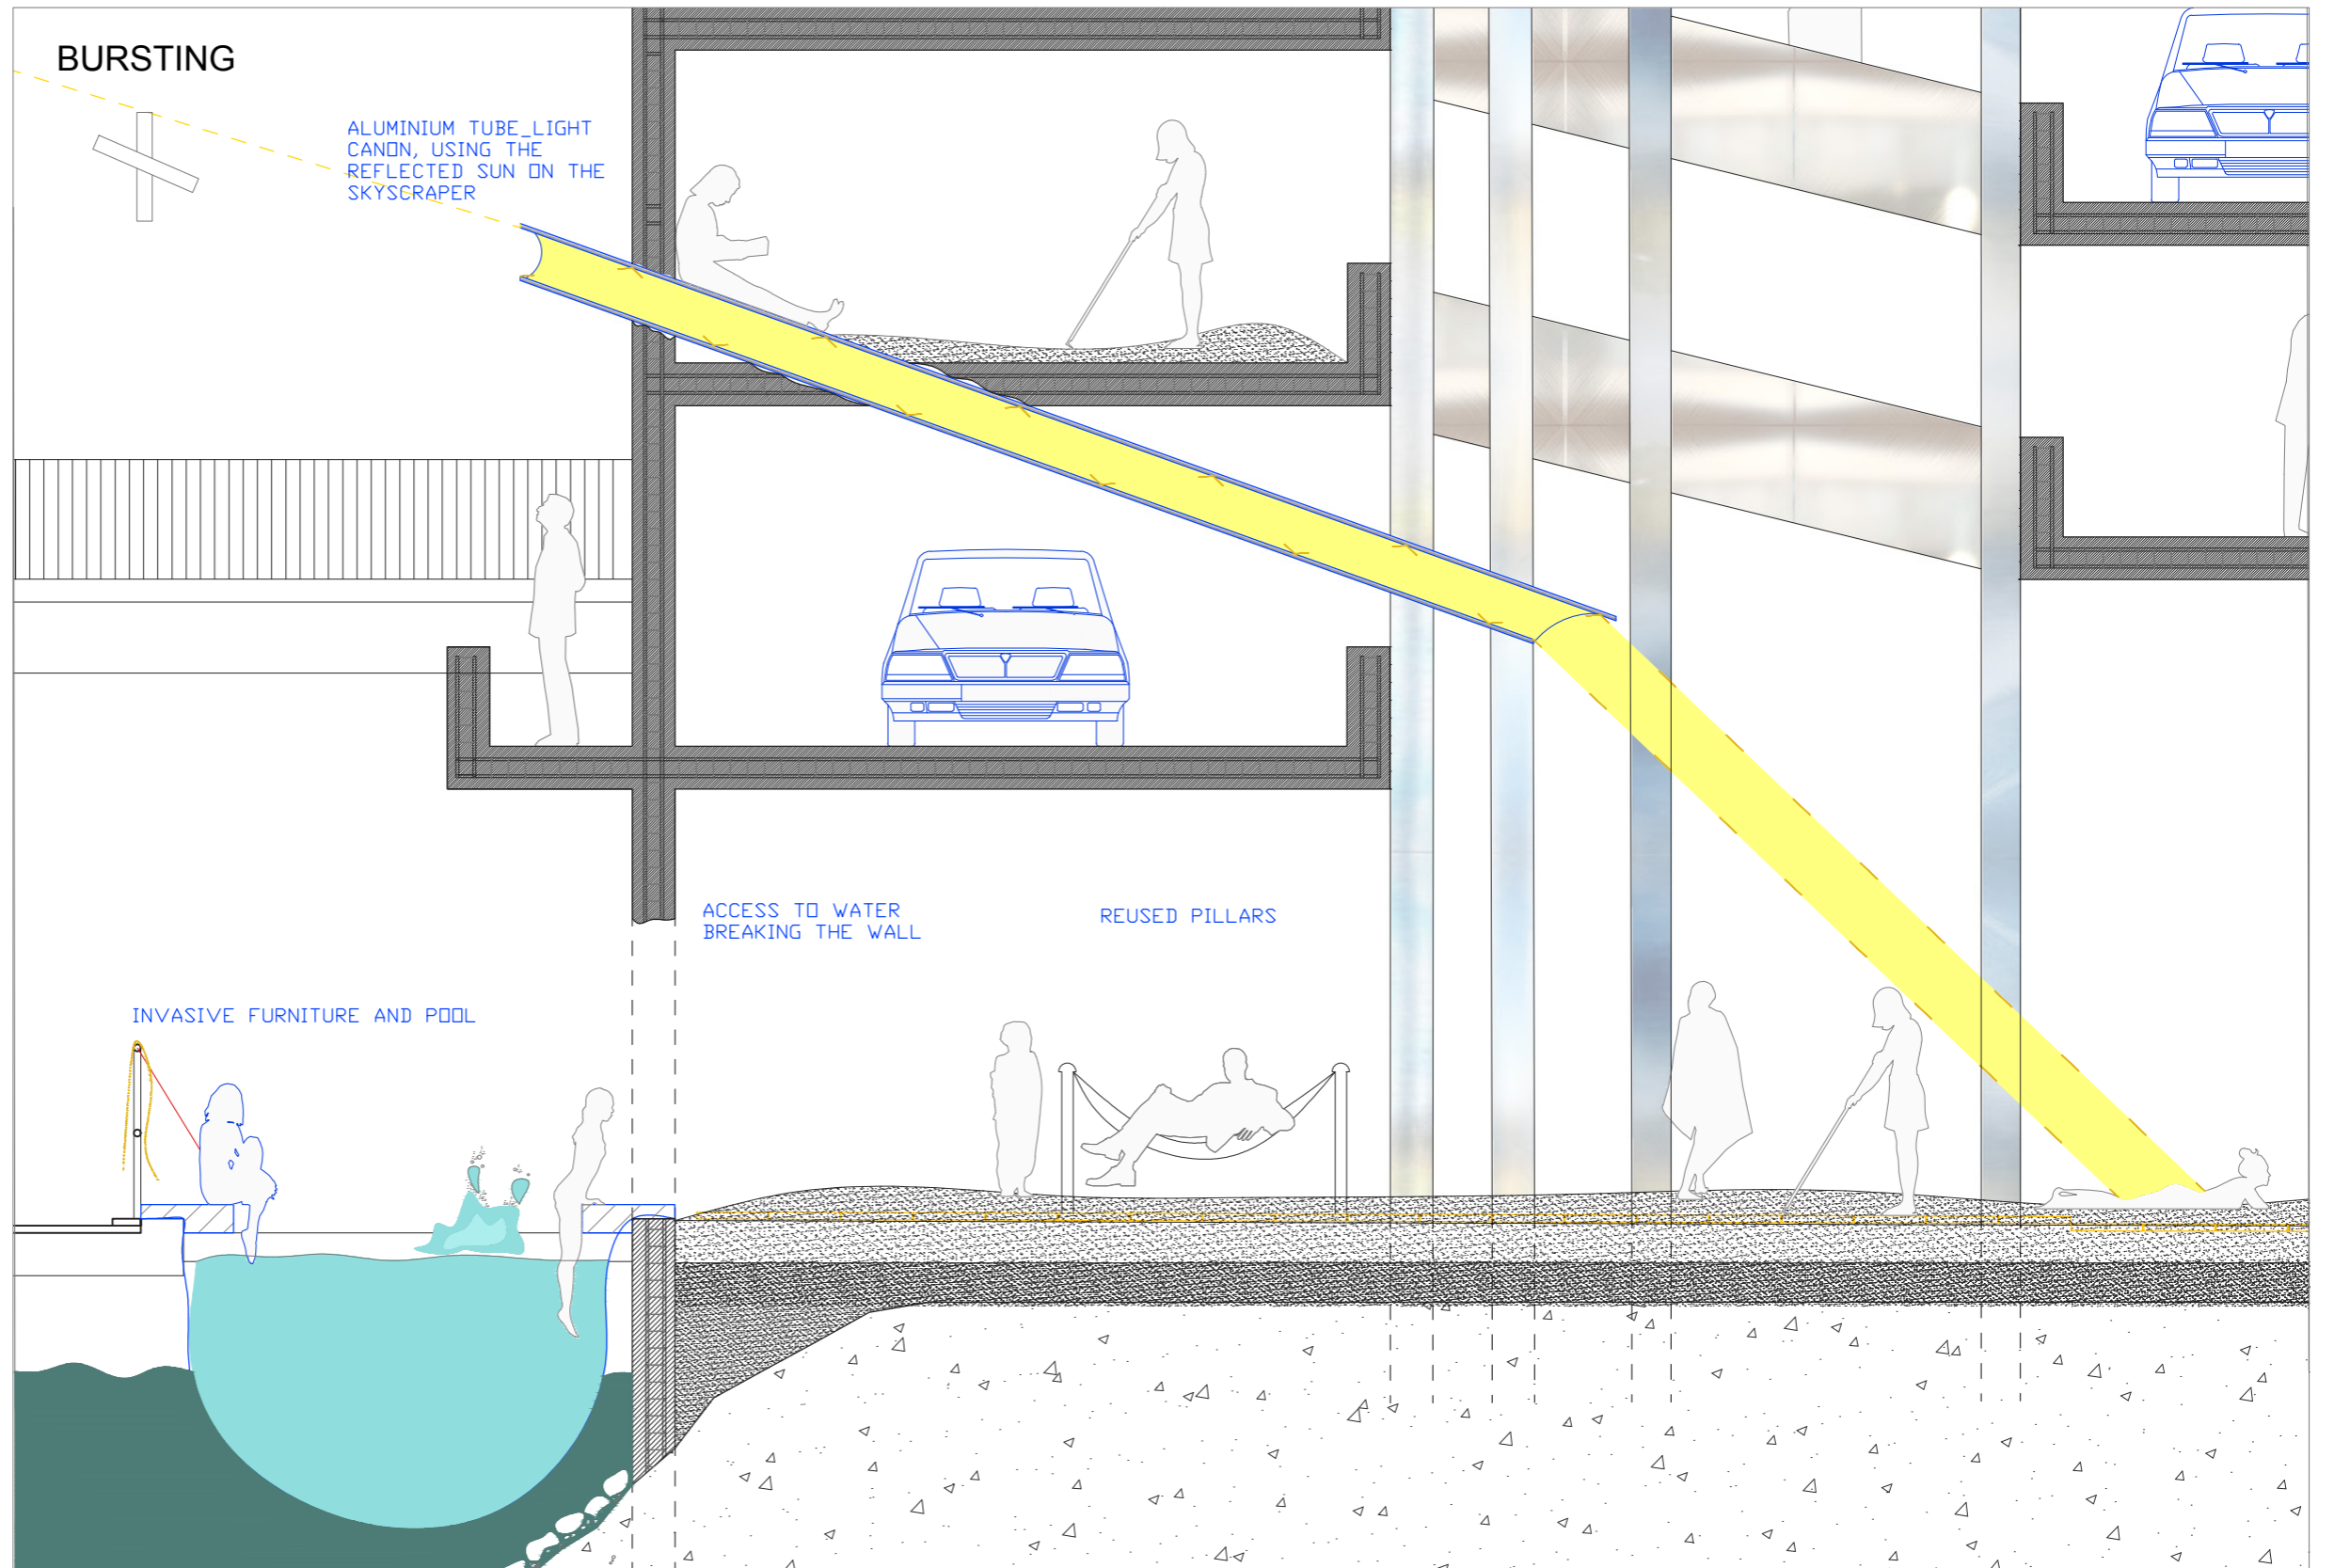 BURSTING
ALUMINIUM TUBE_LIGHT
CANON, USING THE
REFLECTED SUN ON THE
SKYSCRAPER
ACCESS TO WATER
BREAKING THE WALL
REUSED PILLARS
INVASIVE FURNITURE AND POOL